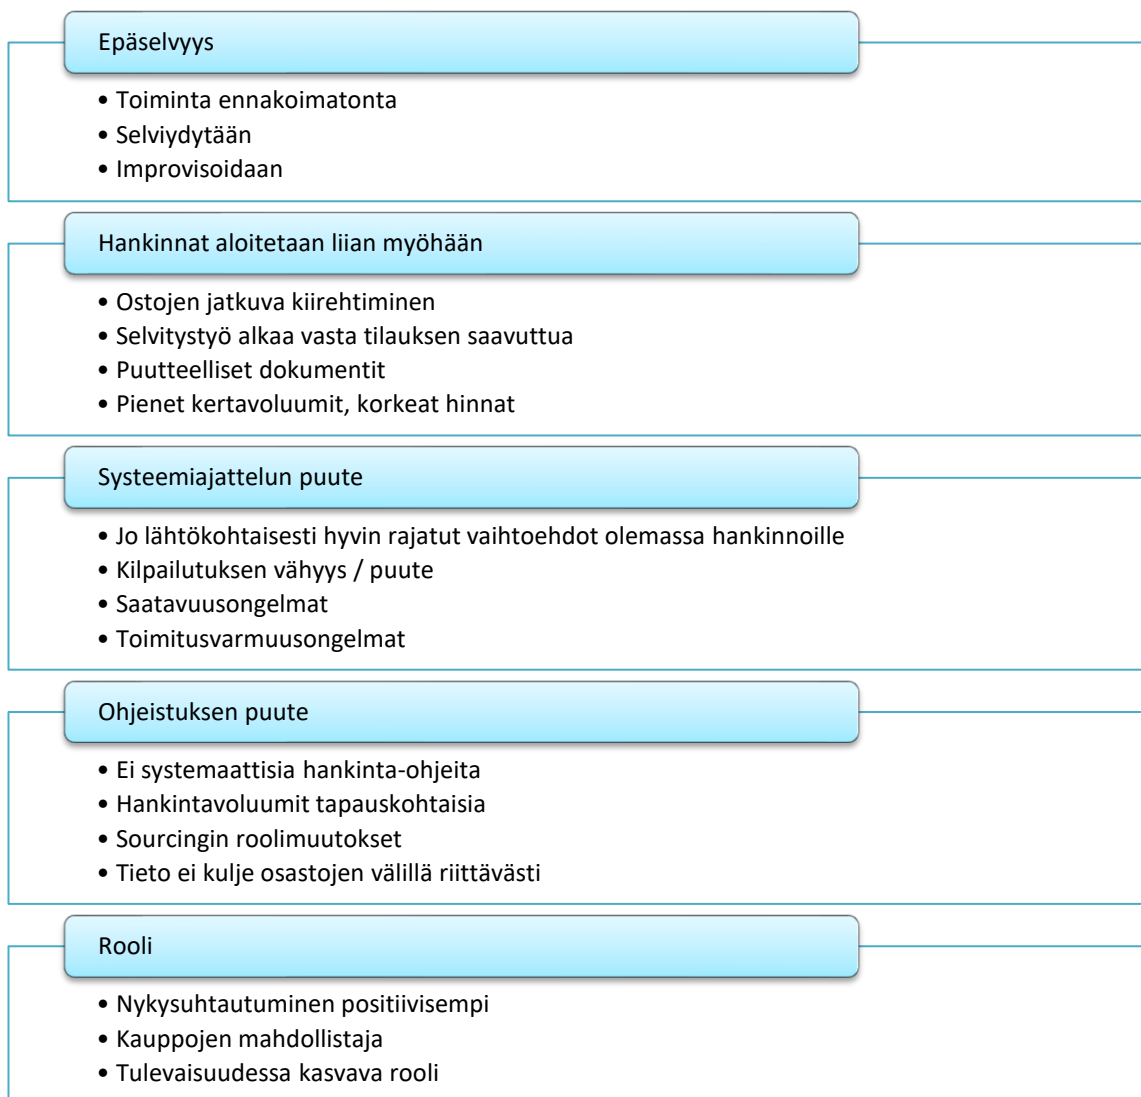 Epäselvyys
• Toiminta ennakoimatonta
• Selviydytään
• Improvisoidaan
Hankinnat aloitetaan liian myöhään
• Ostojen jatkuva kiirehtiminen
• Selvitystyö alkaa vasta tilauksen saavuttua
• Puutteelliset dokumentit
• Pienet kertavoluumit, korkeat hinnat
Systeemiajattelun puute
• Jo lähtökohtaisesti hyvin rajatut vaihtoehdot olemassa hankinnoille
• Kilpailutuksen vähyys / puute
• Saatavuusongelmat
• Toimitusvarmuusongelmat
Ohjeistuksen puute
• Ei systemaattisia hankinta-ohjeita
• Hankintavoluumit tapauskohtaisia
• Sourcingin roolimuutokset
• Tieto ei kulje osastojen välillä riittävästi
Rooli
• Nykysuhtautuminen positiivisempi
• Kauppojen mahdollistaja
• Tulevaisuudessa kasvava rooli